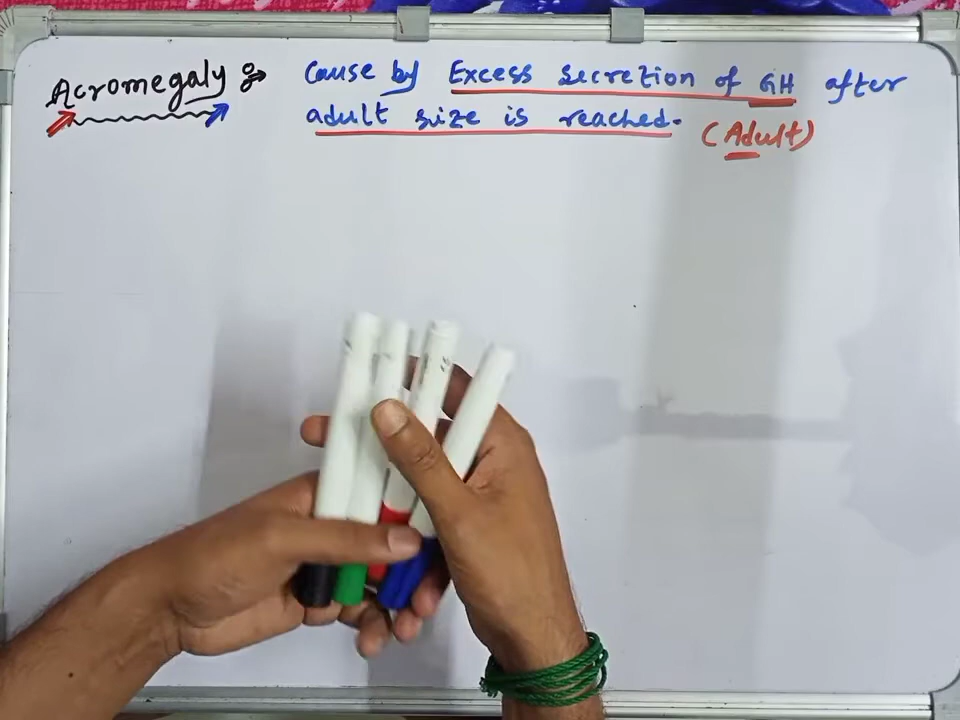 Acromegaly :→ Cause by Excess Secretion of GH after
adult size is reached.
(Adult)